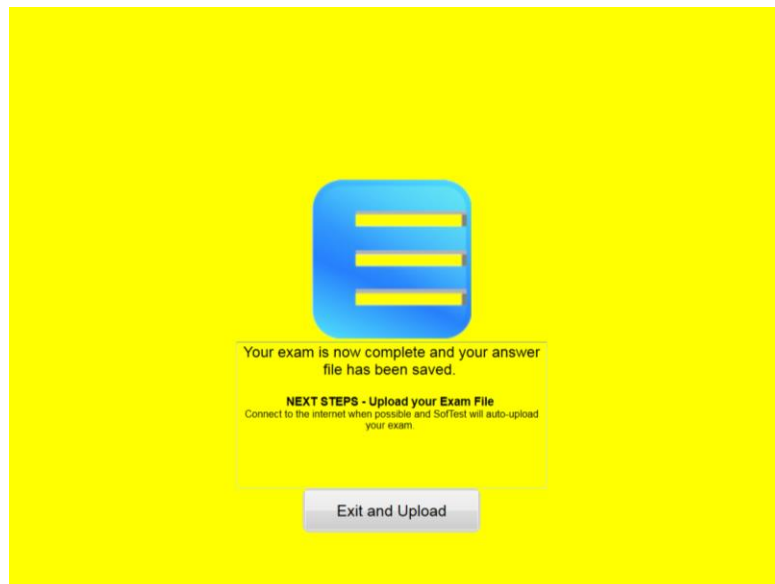 Your exam is now complete and your answer
file has been saved.
NEXT STEPS - Upload your Exam File
Connect to the internet when possible and SofTest will auto-upload
your exam.
Exit and Upload